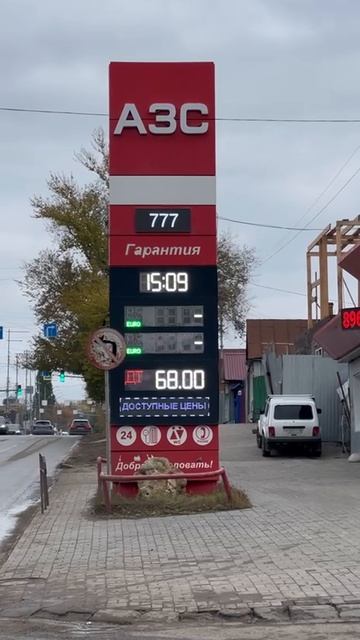 АЗС
777
Гарантия
15:09
EURO -
EURO -
ДТ 68.00
ДОСТУПНЫЕ ЦЕНЫ
24
Добро пожаловать!